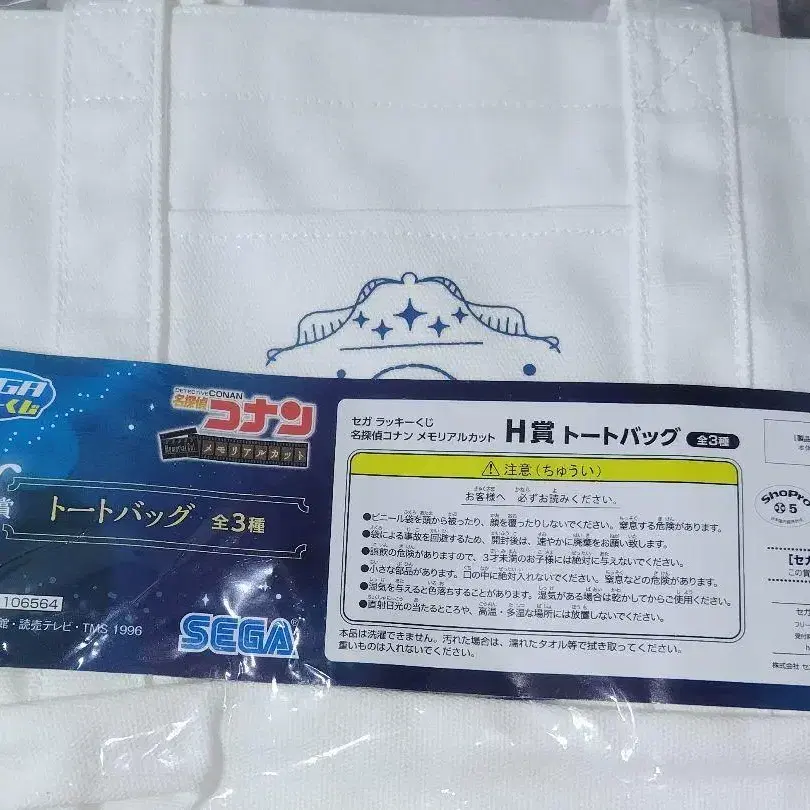 GA
くじ
賞
トートバッグ 全3種
106564
館・読売テレビ・TMS 1996
SEGA
DETECTIVE CONAN
名探偵
コナン
メモリアルカット
セガ ラッキーくじ
名探偵コナン メモリアルカット H賞 トートバッグ 全3種
注意(ちゅうい)
お客様へ 必ずお読みください。
●ビニール袋を頭から被ったり、顔を覆ったりしないでください。窒息する危険があります。
●袋による事故を回避するため、開封後は、速やかに廃棄をお願い致します。
●誤飲の危険がありますので、3才未満のお子様には絶対に与えないでください。
●小さな部品があります。口の中に絶対入れないでください。窒息などの危険があります。
●湿気を与えると色落ちすることがあります。湿気がある場合は乾かしてからご使用ください。
●直射日光の当たるところや、高温・多湿な場所には放置しないでください。
本品は洗濯できません。汚れた場合は、濡れたタオル等で拭き取ってください。
重いものは入れないでください。
ShoPro
5
[セガ
この賞
セガ
フリー
受付
株式会社 セ